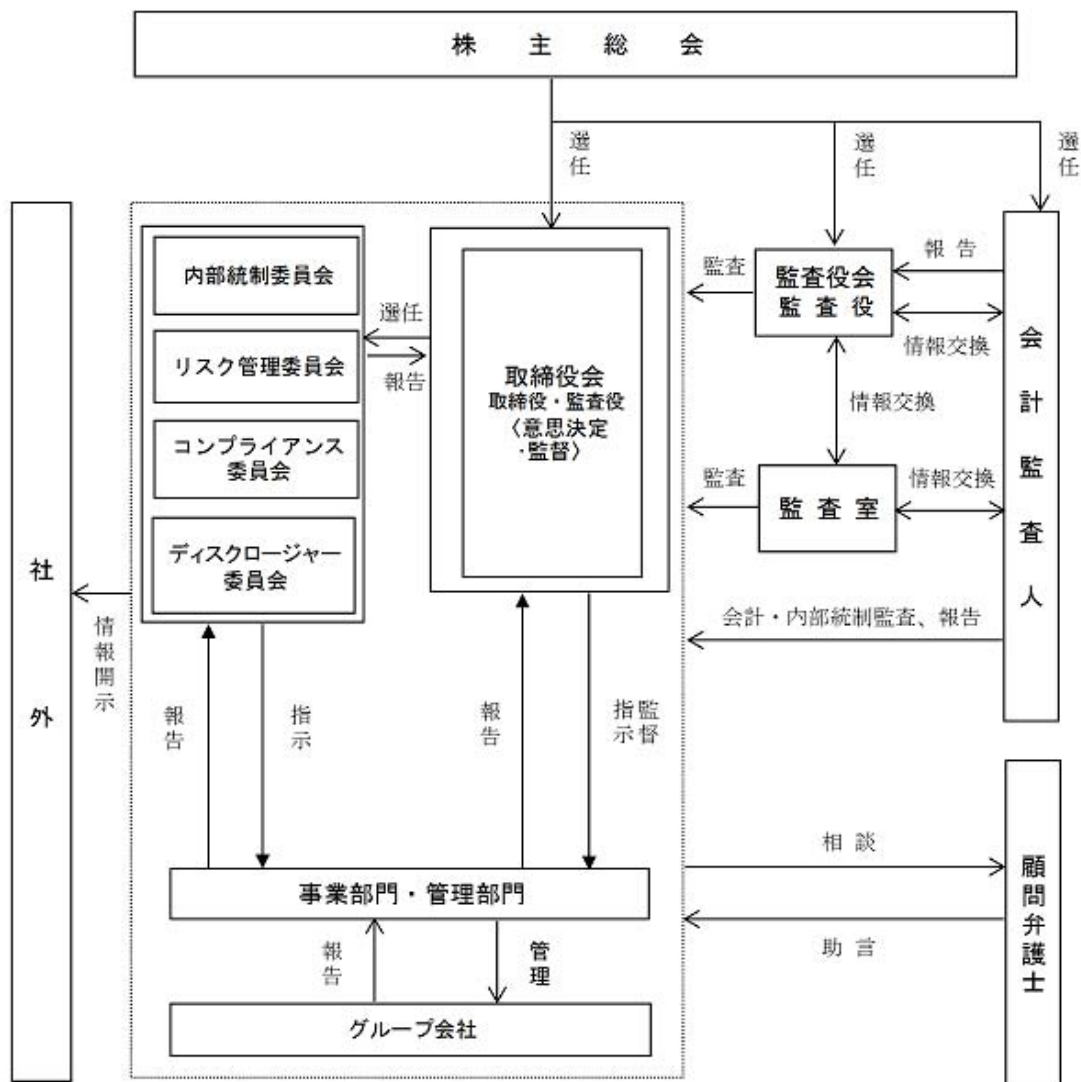 株主総会
選任
選任
選任
内部統制委員会
リスク管理委員会
コンプライアンス
委員会
ディスクロージャー
委員会
選任
報告
取締役会
取締役・監査役
〈意思決定
・監督〉
監査
監査役会
監査役
報告
情報交換
情報交換
監査
監査室
情報交換
会計監査人
会計・内部統制監査、報告
社外
情報開示
報告
指示
報告
監督
指示
相談
助言
顧問弁護士
事業部門・管理部門
報告
管理
グループ会社